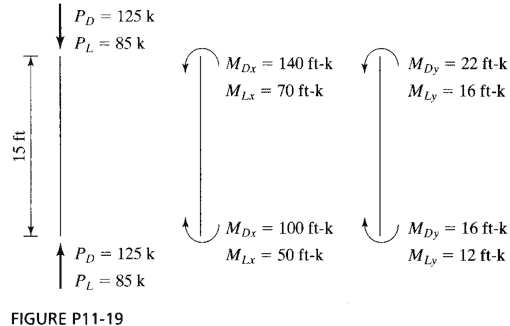 P_D = 125 k
P_L = 85 k
M_Dx = 140 ft-k
M_Lx = 70 ft-k
M_Dy = 22 ft-k
M_Ly = 16 ft-k
15 ft
M_Dx = 100 ft-k
M_Lx = 50 ft-k
M_Dy = 16 ft-k
M_Ly = 12 ft-k
P_D = 125 k
P_L = 85 k
FIGURE P11-19